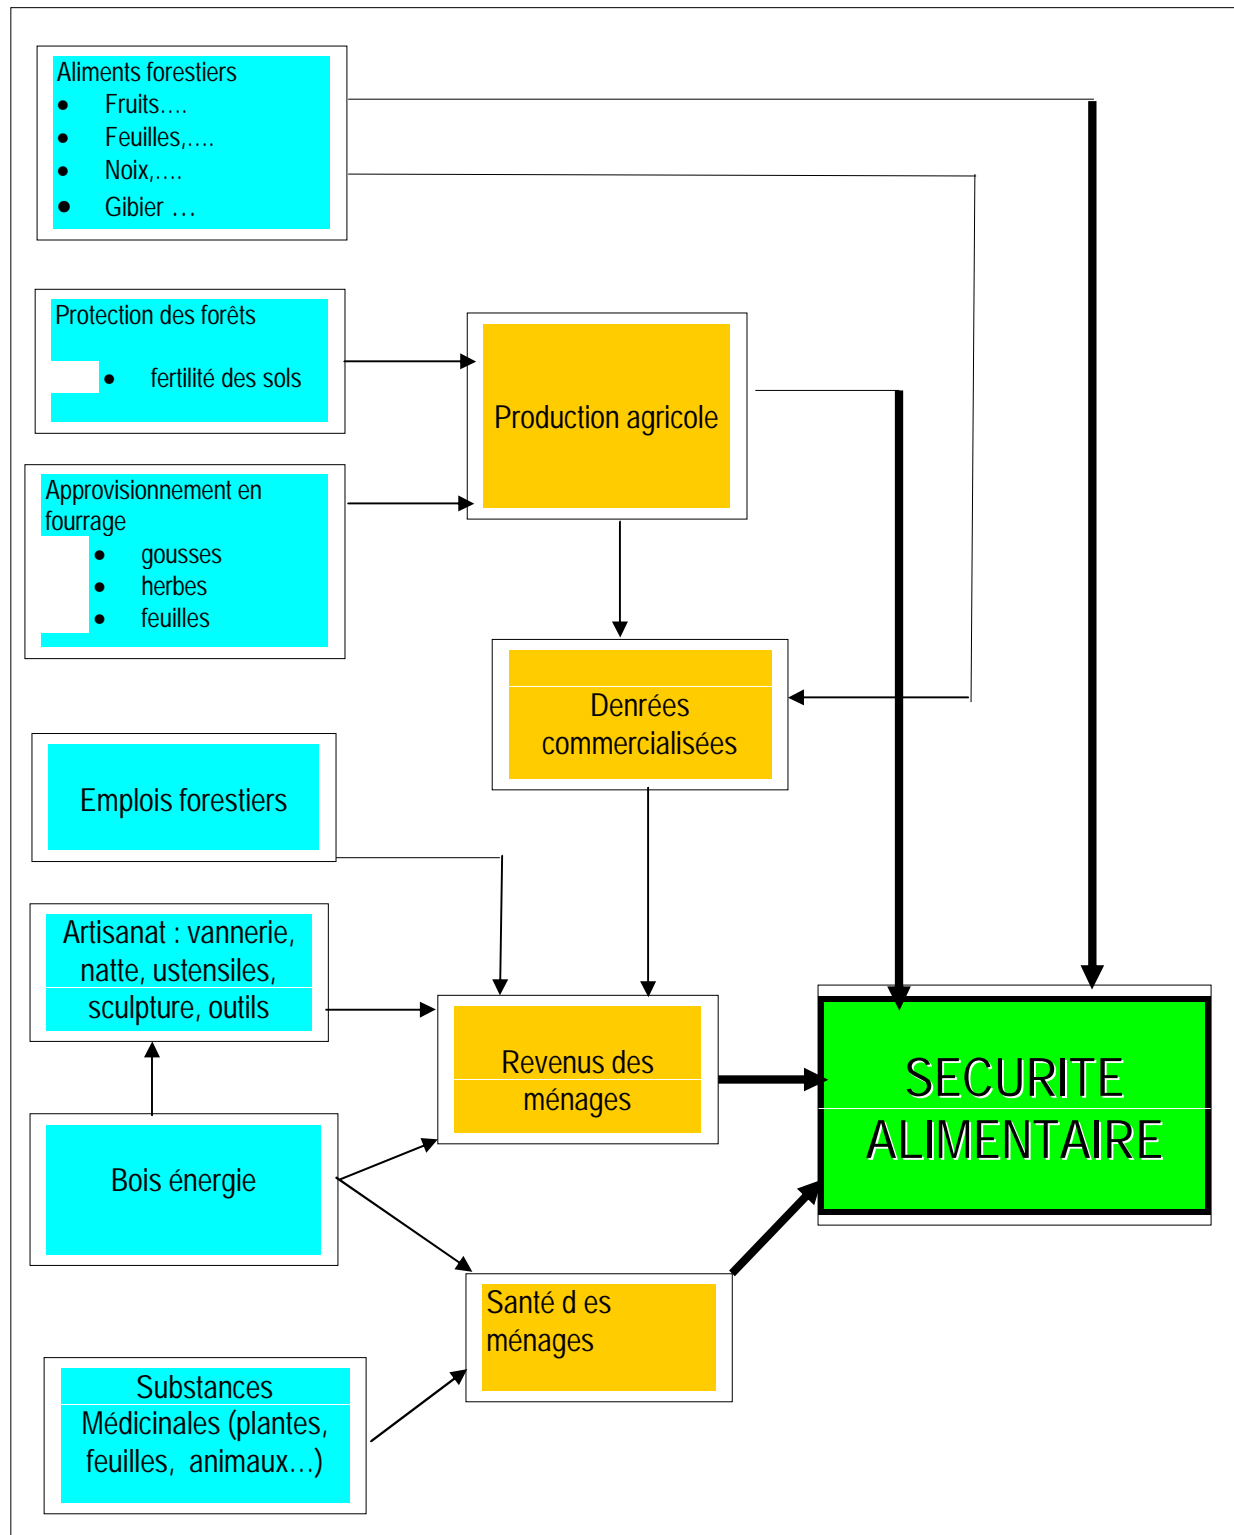 Aliments forestiers
• Fruits….
• Feuilles,….
• Noix,….
• Gibier …
Protection des forêts
• fertilité des sols
Production agricole
Approvisionnement en
fourrage
• gousses
• herbes
• feuilles
Denrées
commercialisées
Emplois forestiers
Artisanat : vannerie,
natte, ustensiles,
sculpture, outils
Revenus des
ménages
SECURITE
ALIMENTAIRE
Bois énergie
Santé d es
ménages
Substances
Médicinales (plantes,
feuilles, animaux…)